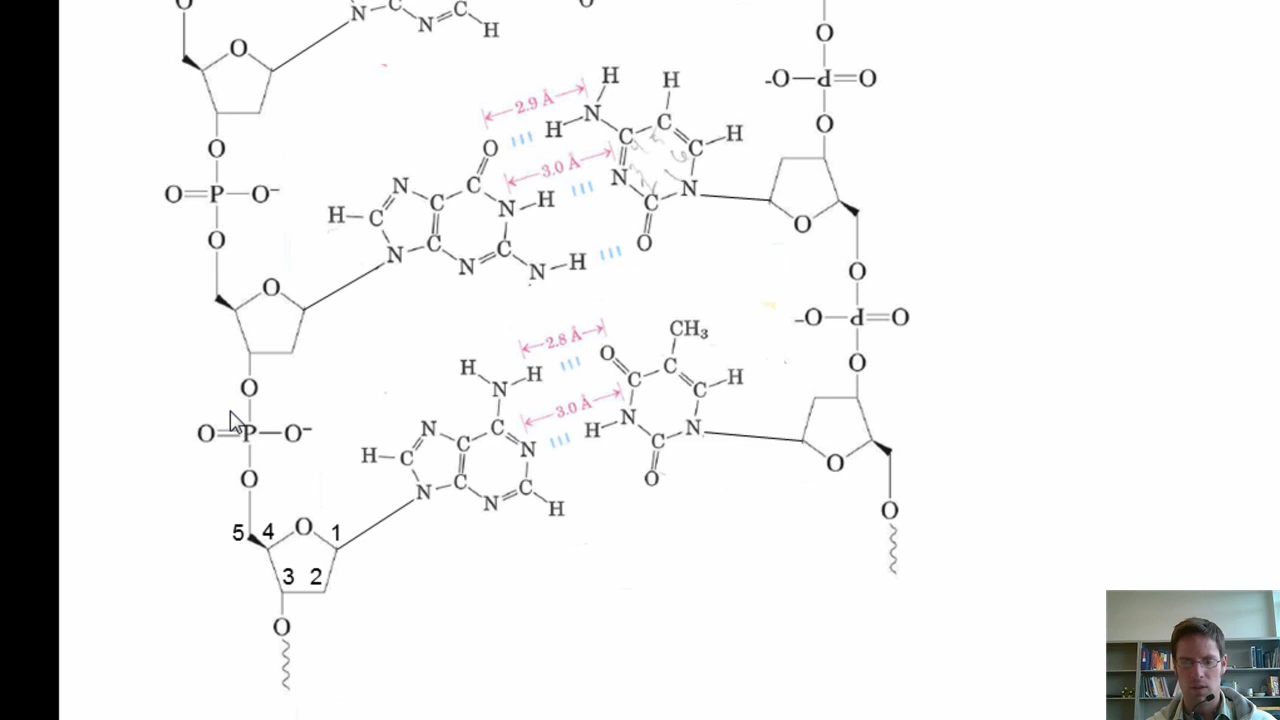 O
N C N C H
O
O
2.9 Å
H H
-O P O
O
H N C H
C C
3.0 Å
O
O
O P O−
N C N
H C C N H
C N
O
C N C
O
N H
O
O
O
2.8 Å
-O P O
CH3
H H
O
O
O
N
C C H
3.0 Å
O P O−
N C N
H N
H C C
C N
O
N C N C H
O
O
O
5 4 O 1
3 2
O